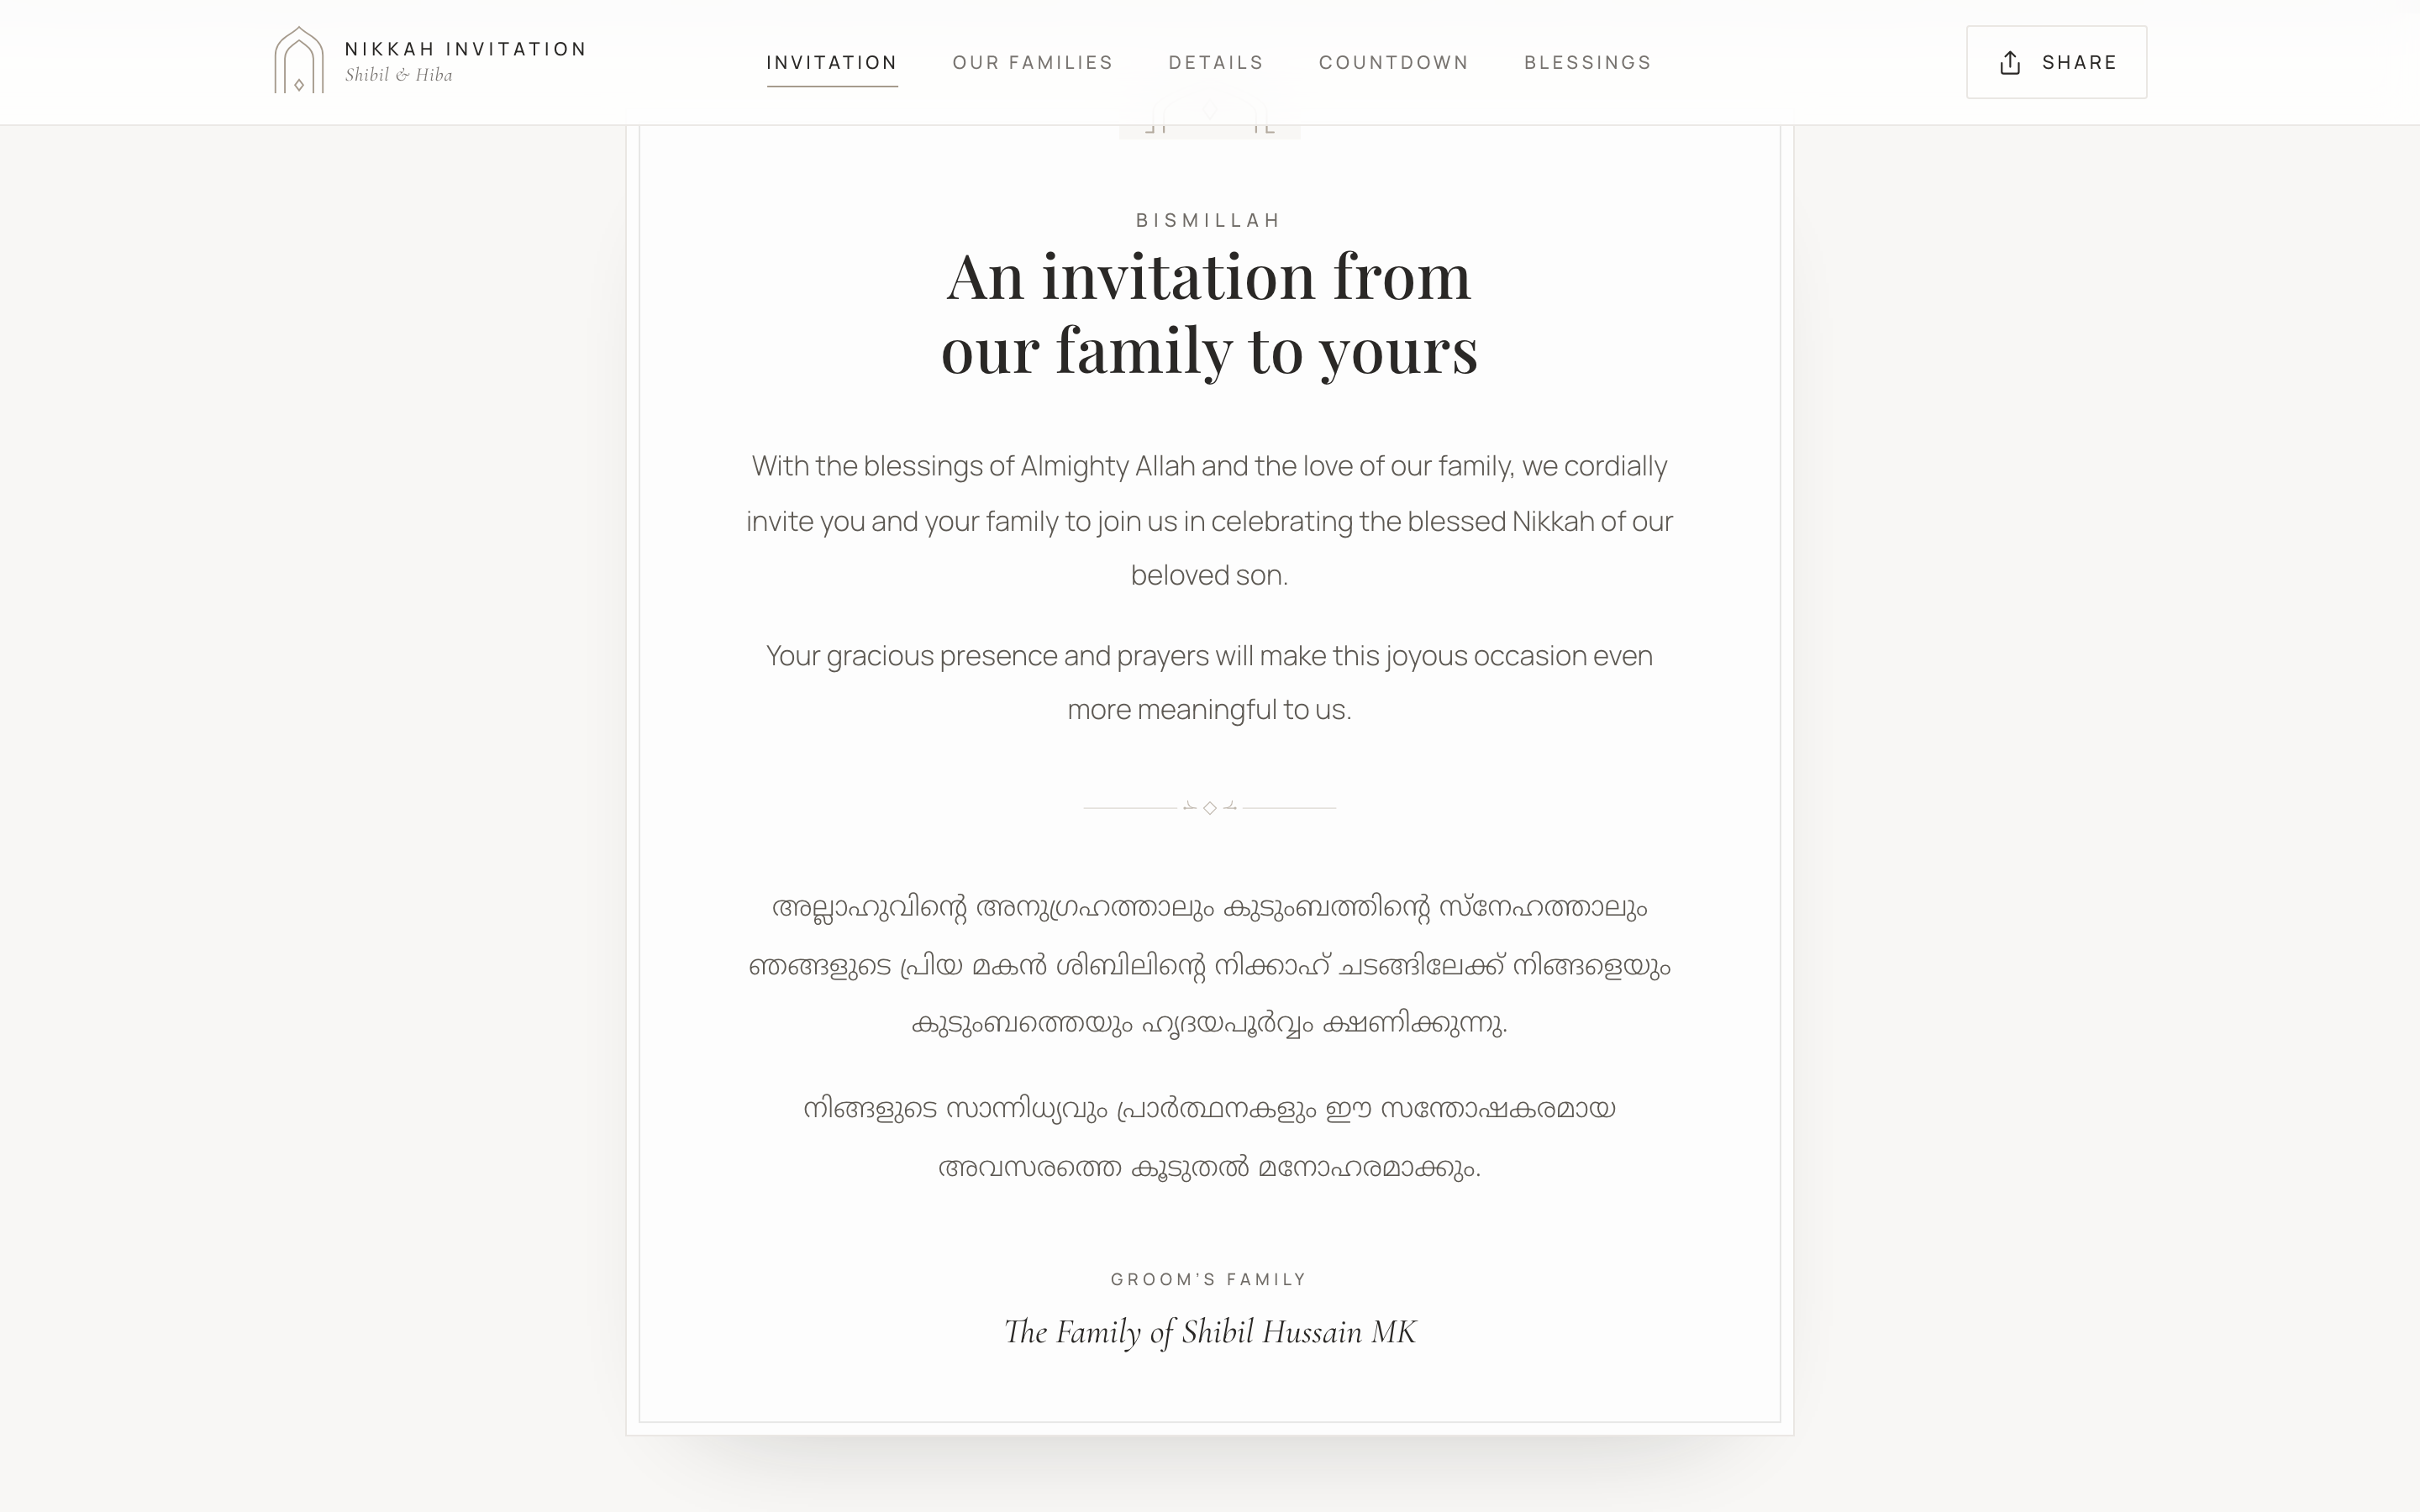 NIKKAH INVITATION
Shibil & Hiba
INVITATION
OUR FAMILIES
DETAILS
COUNTDOWN
BLESSINGS
SHARE
BISMILLAH
An invitation from
our family to yours
With the blessings of Almighty Allah and the love of our family, we cordially
invite you and your family to join us in celebrating the blessed Nikkah of our
beloved son.
Your gracious presence and prayers will make this joyous occasion even
more meaningful to us.
അല്ലാഹുവിന്റെ അനുഗ്രഹത്താലും കുടുംബത്തിന്റെ സ്നേഹത്താലും
ഞങ്ങളുടെ പ്രിയ മകൻ ശിബിലിന്റെ നിക്കാഹ് ചടങ്ങിലേക്ക് നിങ്ങളെയും
കുടുംബത്തെയും ഹൃദയപൂർവ്വം ക്ഷണിക്കുന്നു.
നിങ്ങളുടെ സാന്നിധ്യവും പ്രാർത്ഥനകളും ഈ സന്തോഷകരമായ
അവസരത്തെ കൂടുതൽ മനോഹരമാക്കും.
GROOM'S FAMILY
The Family of Shibil Hussain MK